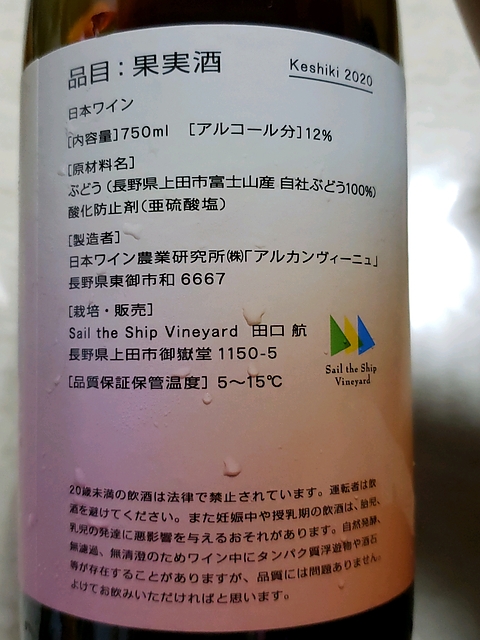 品目：果実酒
Keshiki 2020
日本ワイン
[内容量]750ml　[アルコール分]12%
[原材料名]
ぶどう（長野県上田市富士山産 自社ぶどう100%）
酸化防止剤（亜硫酸塩）
[製造者]
日本ワイン農業研究所㈱「アルカンヴィーニュ」
長野県東御市和 6667
[栽培・販売]
Sail the Ship Vineyard　田口 航
長野県上田市御嶽堂 1150-5
[品質保証保管温度] 5〜15℃
Sail the Ship
Vineyard
20歳未満の飲酒は法律で禁止されています。運転者は飲
酒を避けてください。また妊娠中や授乳期の飲酒は、胎児、
乳児の発達に悪影響を与えるおそれがあります。自然発酵、
無濾過、無清澄のためワイン中にタンパク質浮遊物や酒石
等が存在することがありますが、品質には問題ありません。
よけてお飲みいただければと思います。